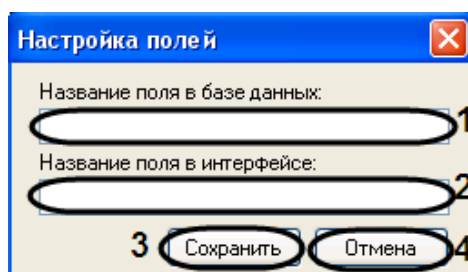 Настройка полей
Название поля в базе данных:
1
Название поля в интерфейсе:
2
3 Сохранить Отмена 4